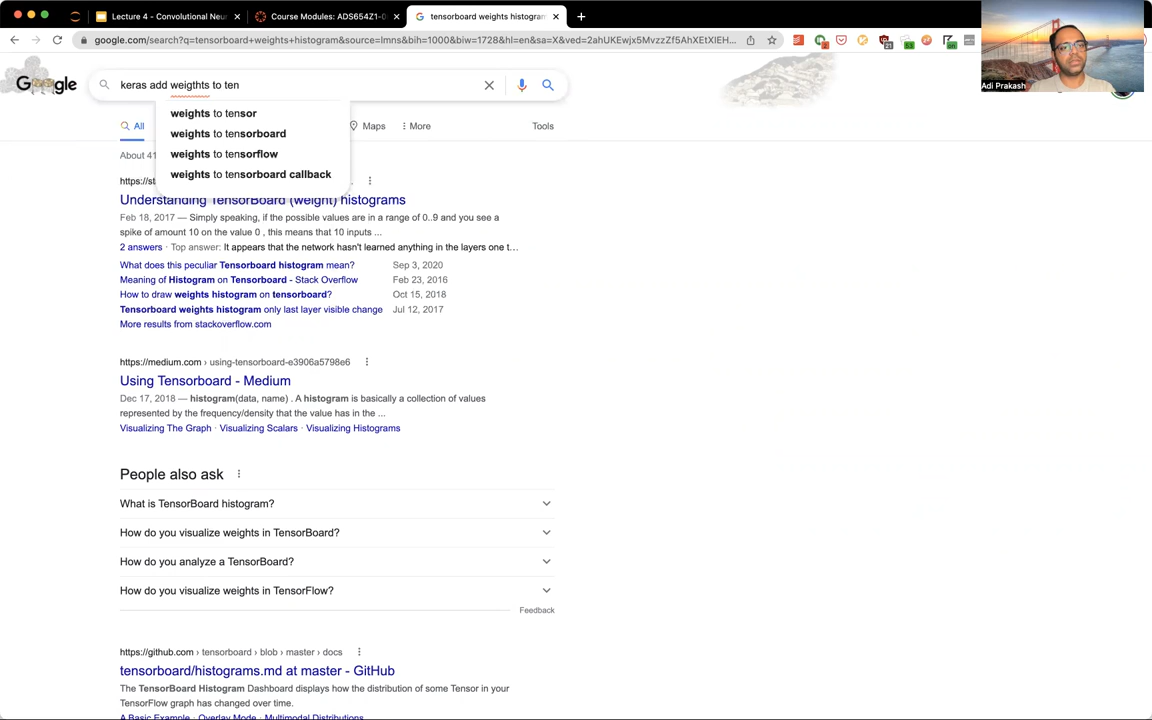 Lecture 4 - Convolutional Neur
Course Modules: ADS654Z1-0
tensorboard weights histogram
google.com/search?q=tensorboard+weights+histogram&source=lmns&bih=1000&biw=1728&hl=en&sa=X&ved=2ahUKEwjx5MvzzZf5AhXEtXIEH...
Adi Prakash
Google
keras add weigthts to ten
weights to tensor
weights to tensorboard
weights to tensorflow
weights to tensorboard callback
All
Maps
More
Tools
About 41
https://st
Understanding TensorBoard (weight) histograms
Feb 18, 2017 — Simply speaking, if the possible values are in a range of 0..9 and you see a
spike of amount 10 on the value 0 , this means that 10 inputs ...
2 answers · Top answer: It appears that the network hasn't learned anything in the layers one t...
What does this peculiar Tensorboard histogram mean? Sep 3, 2020
Meaning of Histogram on Tensorboard - Stack Overflow Feb 23, 2016
How to draw weights histogram on tensorboard? Oct 15, 2018
Tensorboard weights histogram only last layer visible change Jul 12, 2017
More results from stackoverflow.com
https://medium.com › using-tensorboard-e3906a5798e6
Using Tensorboard - Medium
Dec 17, 2018 — histogram(data, name) . A histogram is basically a collection of values
represented by the frequency/density that the value has in the ...
Visualizing The Graph · Visualizing Scalars · Visualizing Histograms
People also ask
What is TensorBoard histogram?
How do you visualize weights in TensorBoard?
How do you analyze a TensorBoard?
How do you visualize weights in TensorFlow?
Feedback
https://github.com › tensorboard › blob › master › docs
tensorboard/histograms.md at master - GitHub
The TensorBoard Histogram Dashboard displays how the distribution of some Tensor in your
TensorFlow graph has changed over time.
A Basic Example · Overlay Mode · Multimodal Distributions